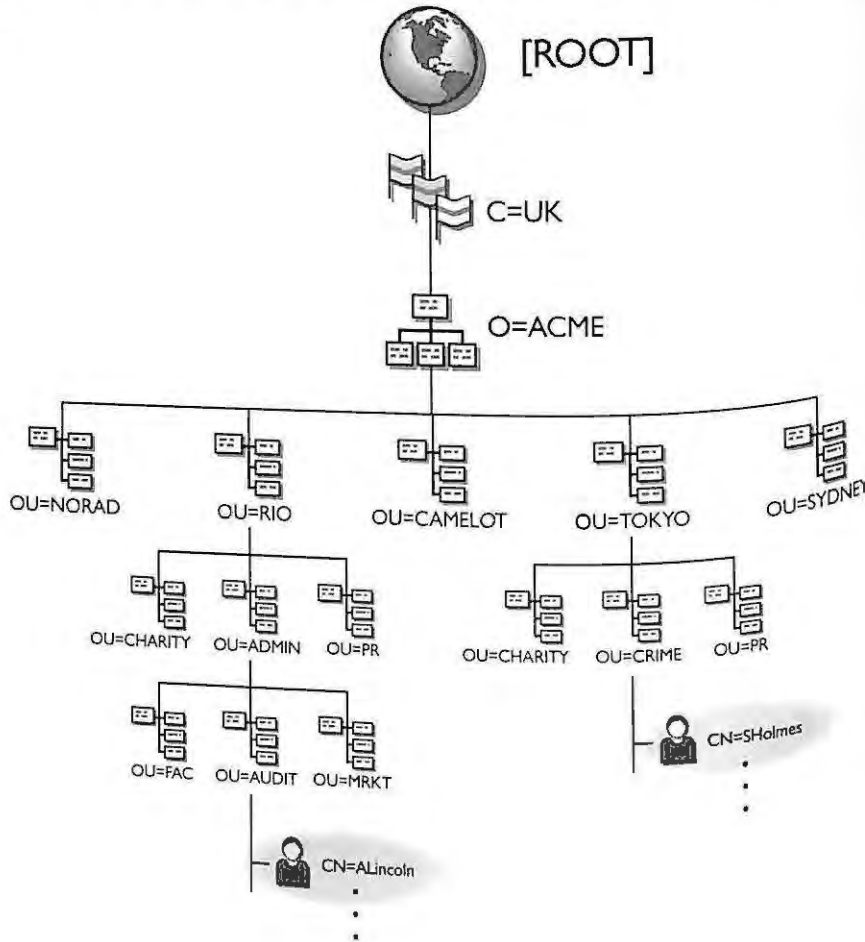 [ROOT]
C=UK
O=ACME
OU=NORAD
OU=RIO
OU=CAMELOT
OU=TOKYO
OU=SYDNEY
OU=CHARITY
OU=ADMIN
OU=PR
OU=CHARITY
OU=CRIME
OU=PR
OU=FAC
OU=AUDIT
OU=MRKT
CN=SHolmes
CN=ALincoln